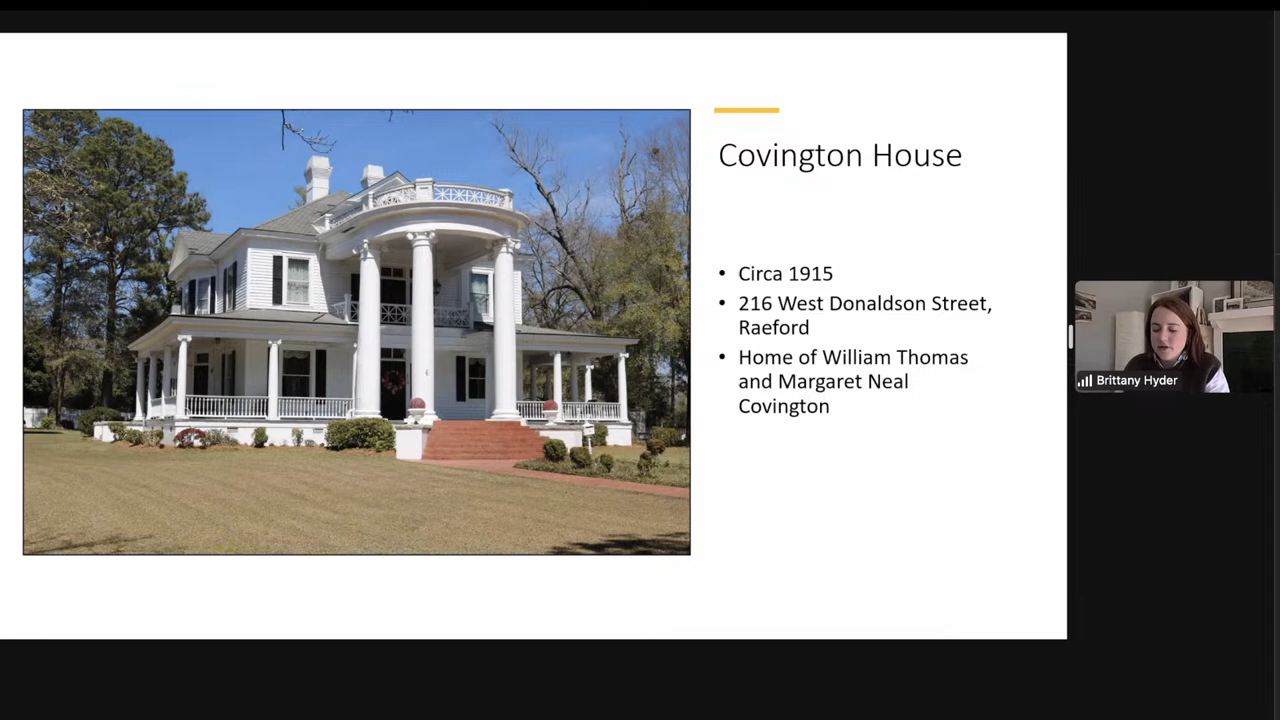 Covington House
• Circa 1915
• 216 West Donaldson Street,
Raeford
• Home of William Thomas
and Margaret Neal
Covington
Brittany Hyder